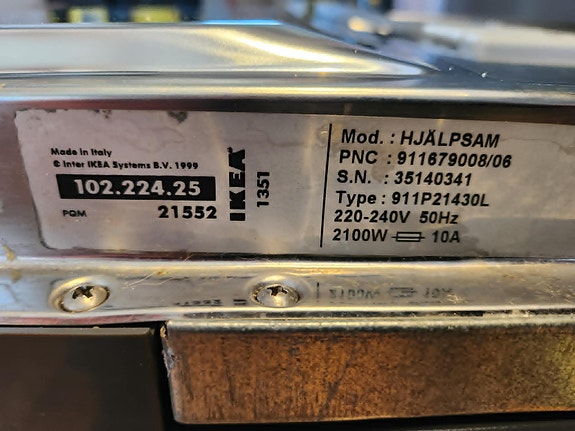 Made in Italy
© Inter IKEA Systems B.V. 1999
102.224.25
PQM 21552
IKEA
1351
Mod. : HJÄLPSAM
PNC : 911679008/06
S.N. : 35140341
Type : 911P21430L
220-240V 50Hz
2100W 10A